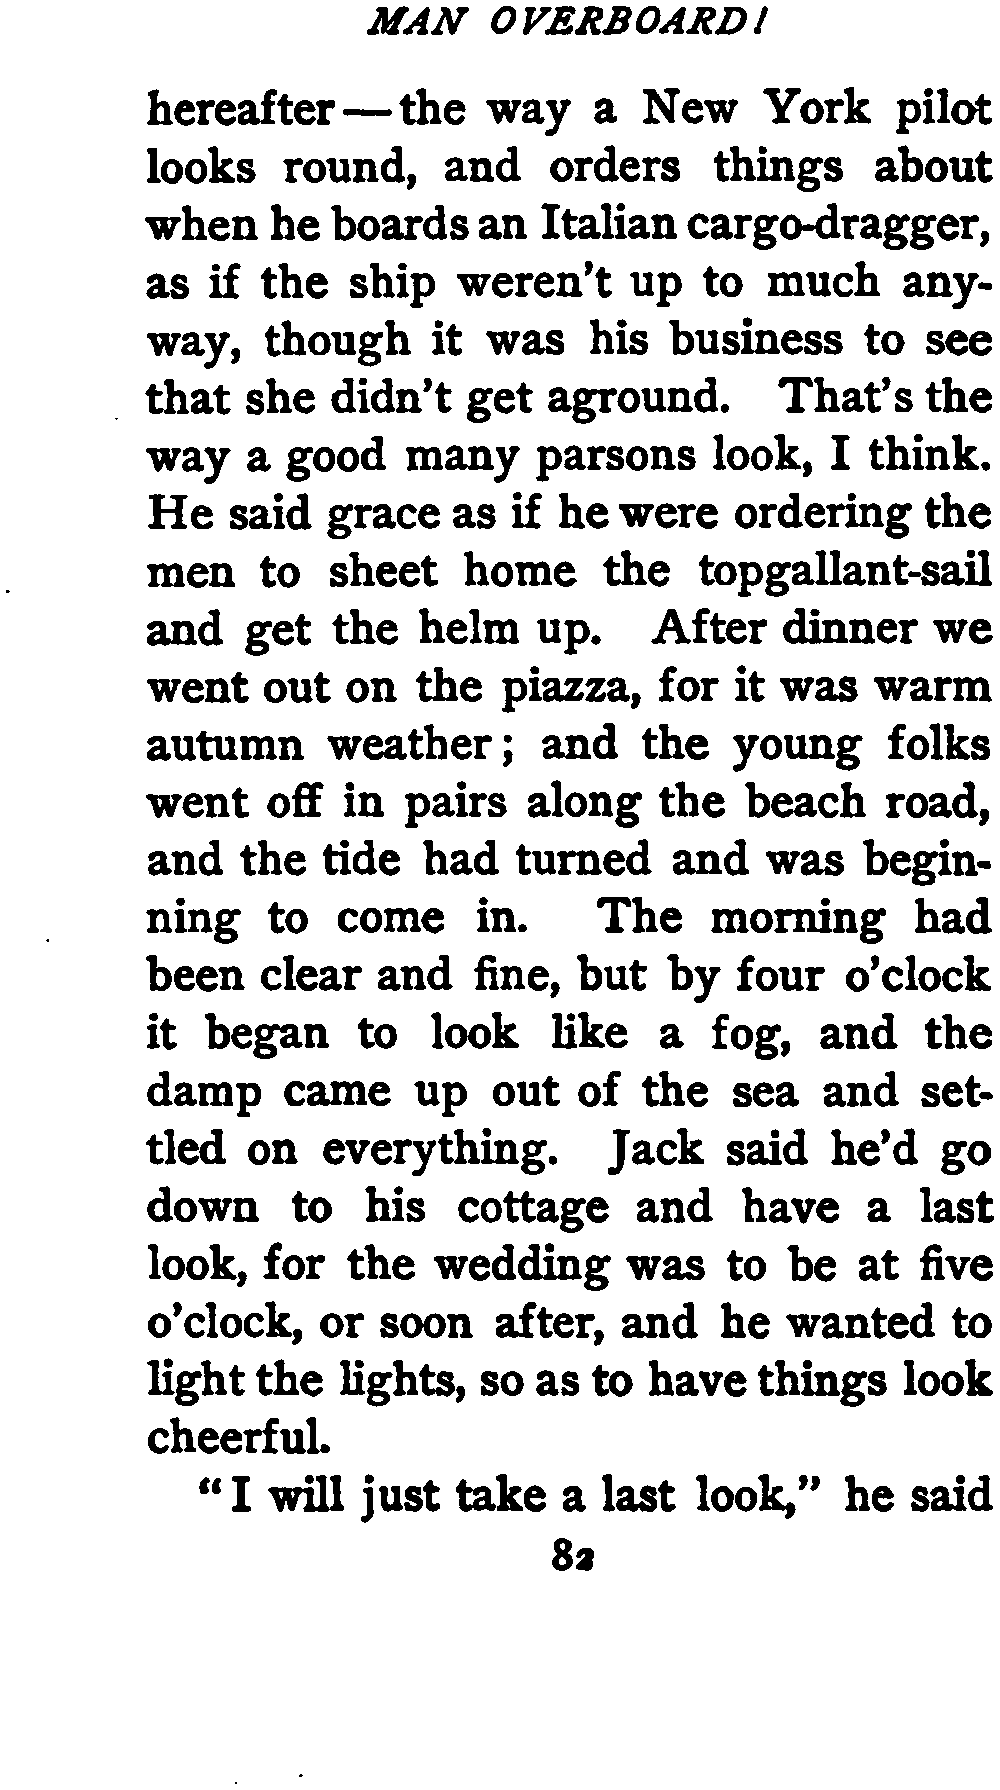 MAN OVERBOARD!
hereafter—the way a New York pilot
looks round, and orders things about
when he boards an Italian cargo-dragger,
as if the ship weren't up to much any-
way, though it was his business to see
that she didn't get aground. That's the
way a good many parsons look, I think.
He said grace as if he were ordering the
men to sheet home the topgallant-sail
and get the helm up. After dinner we
went out on the piazza, for it was warm
autumn weather; and the young folks
went off in pairs along the beach road,
and the tide had turned and was begin-
ning to come in. The morning had
been clear and fine, but by four o'clock
it began to look like a fog, and the
damp came up out of the sea and set-
tled on everything. Jack said he'd go
down to his cottage and have a last
look, for the wedding was to be at five
o'clock, or soon after, and he wanted to
light the lights, so as to have things look
cheerful.
"I will just take a last look," he said
82